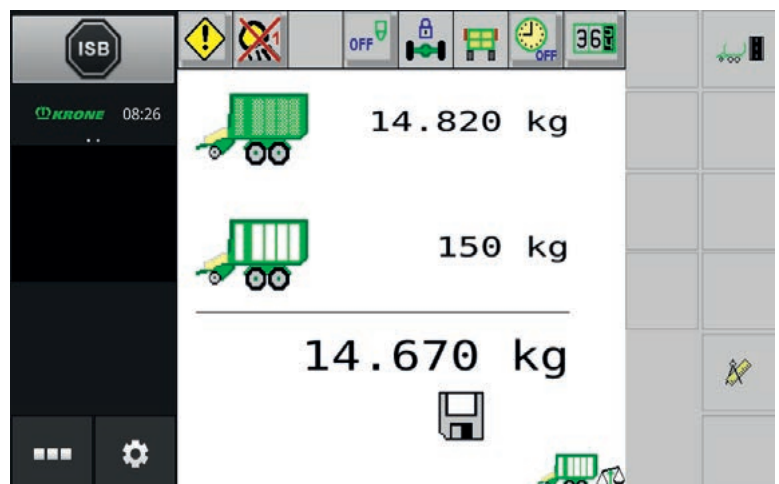 ISB
OFF
OFF
36
KRONE 08:26
14.820 kg
150 kg
14.670 kg